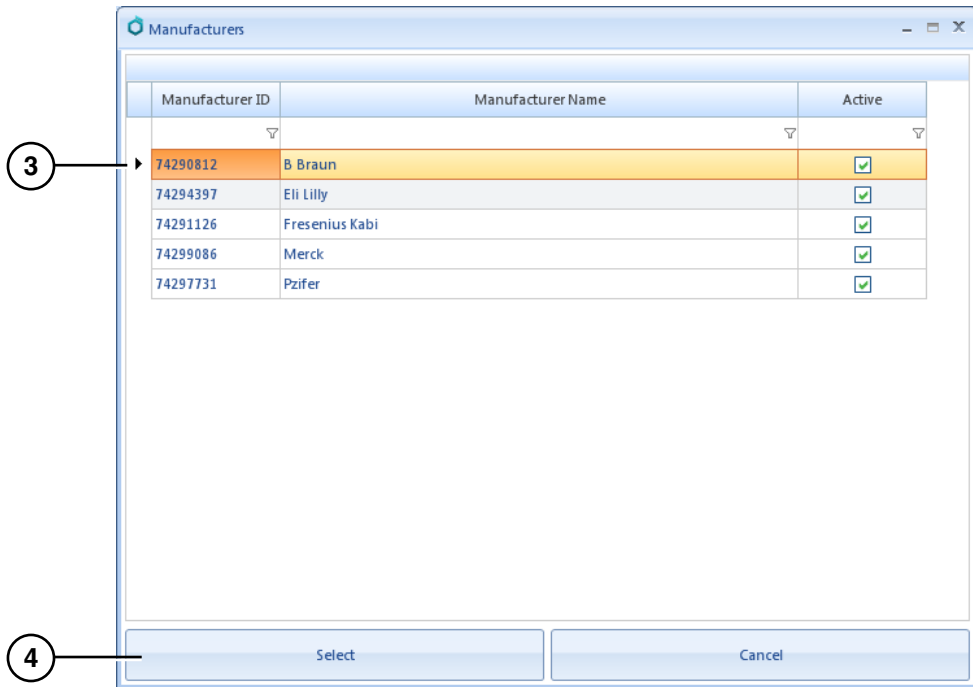 Manufacturers
Manufacturer ID Manufacturer Name Active
3 74290812 B Braun
74294397 Eli Lilly
74291126 Fresenius Kabi
74299086 Merck
74297731 Pzifer
4 Select Cancel